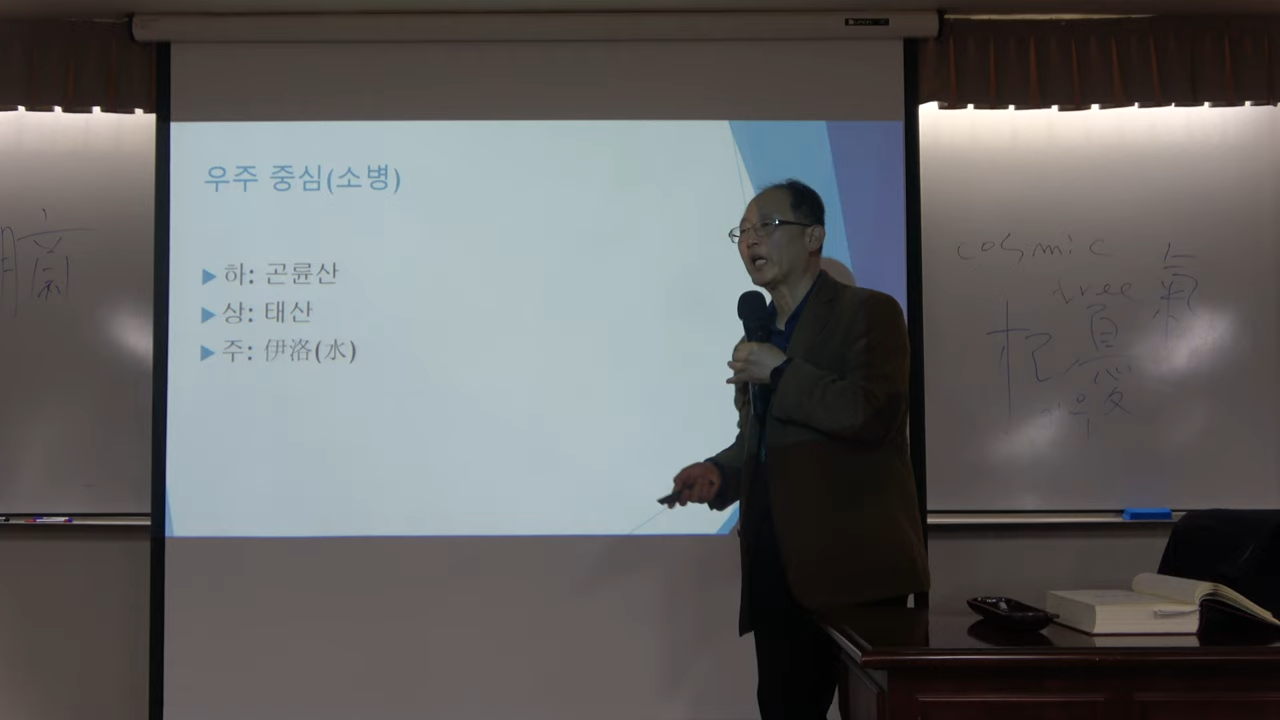 우주 중심(소병)
▶ 하: 곤륜산
▶ 상: 태산
▶ 주: 伊洛(水)
cosmic
tree 氣